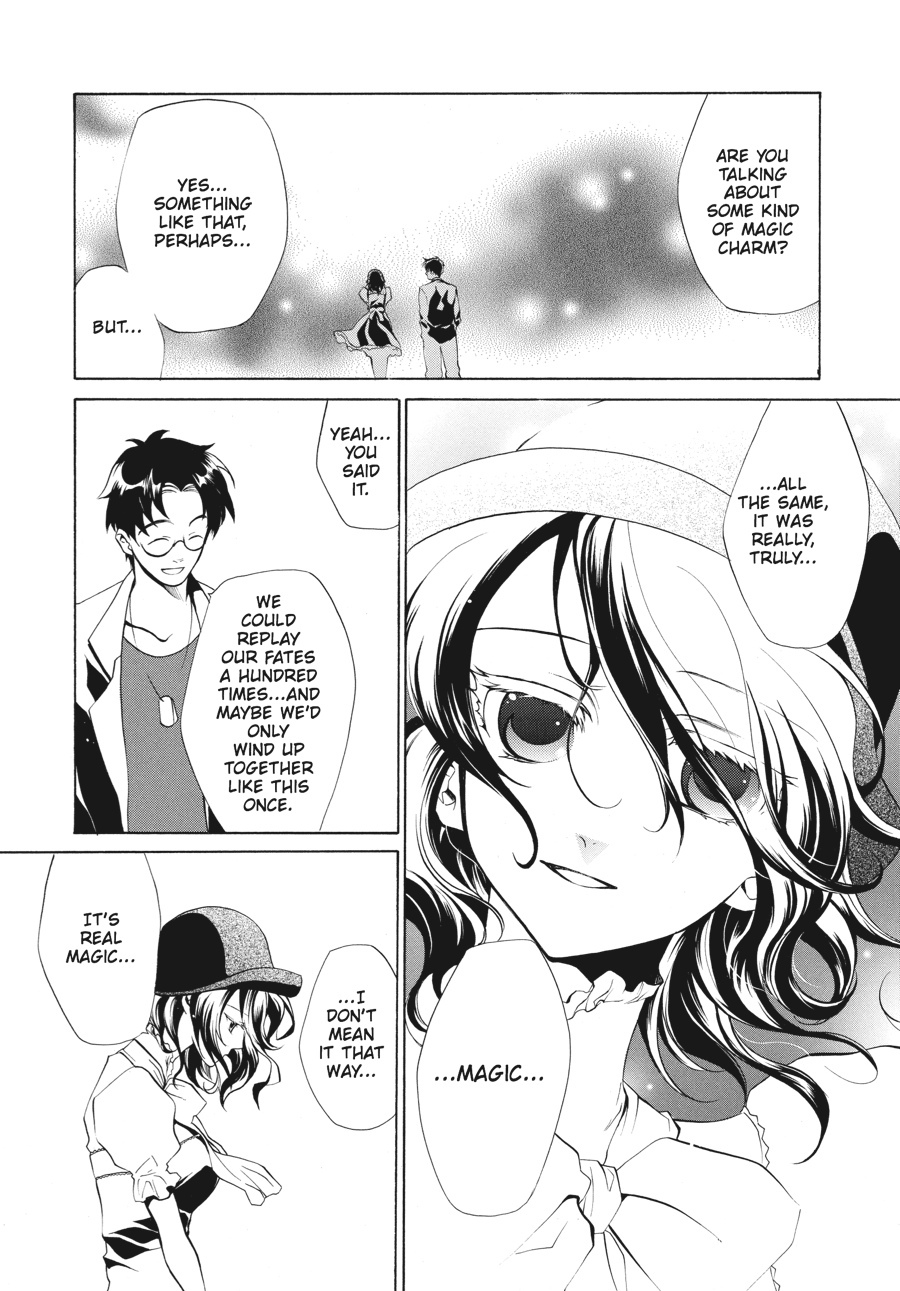 ARE YOU
TALKING
ABOUT
SOME KIND
OF MAGIC
CHARM?
YES...
SOMETHING
LIKE THAT,
PERHAPS...
BUT...
...ALL
THE SAME,
IT WAS
REALLY,
TRULY...
...MAGIC...
YEAH...
YOU
SAID
IT.
WE
COULD
REPLAY
OUR FATES
A HUNDRED
TIMES...AND
MAYBE WE'D
ONLY
WIND UP
TOGETHER
LIKE THIS
ONCE.
...I
DON'T
MEAN
IT THAT
WAY...
IT'S
REAL
MAGIC...